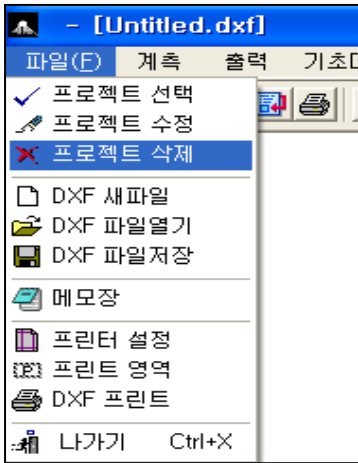 - [Untitled.dxf]
파일(F) 계측 출력
프로젝트 선택
프로젝트 수정
프로젝트 삭제
DXF 새파일
DXF 파일열기
DXF 파일저장
메모장
프린터 설정
프린트 영역
DXF 프린트
나가기 Ctrl+X